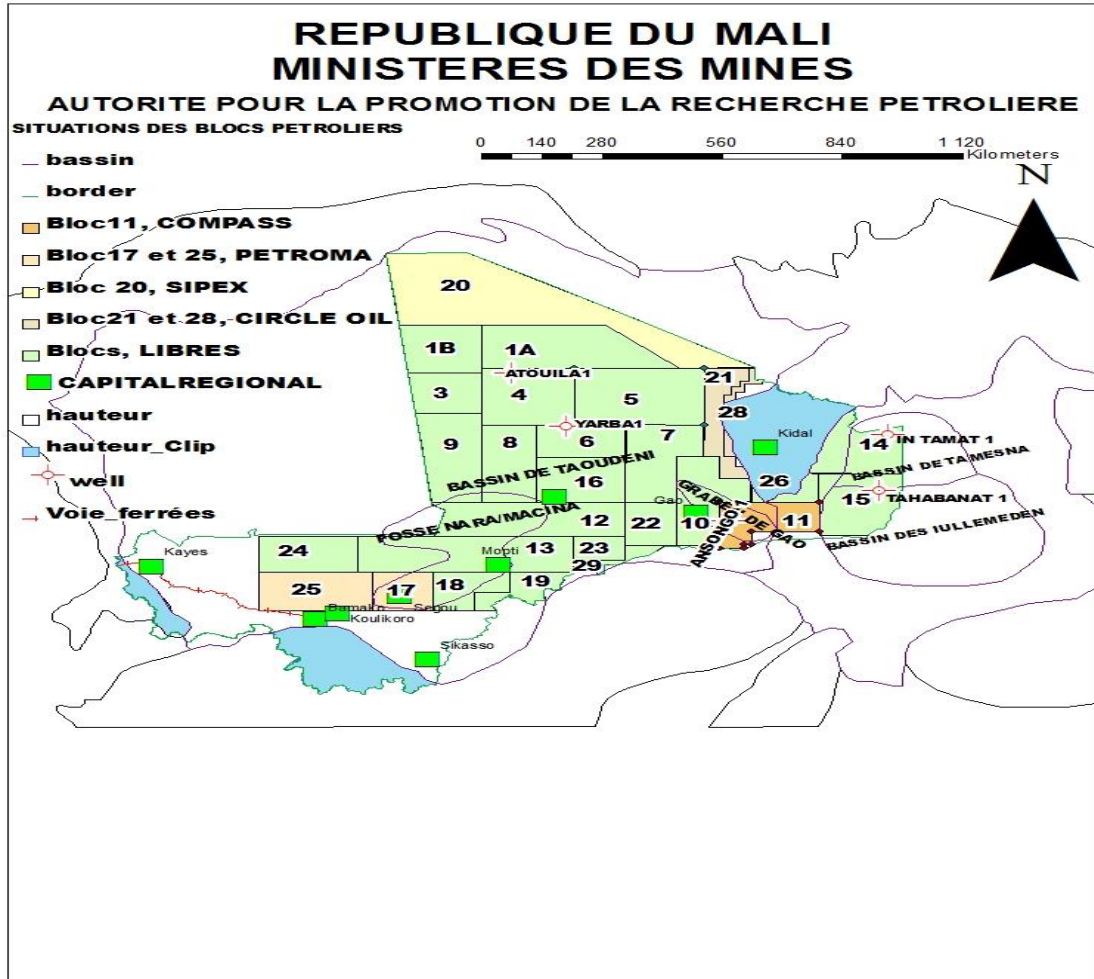 REPUBLIQUE DU MALI
MINISTERES DES MINES
AUTORITE POUR LA PROMOTION DE LA RECHERCHE PETROLIERE
SITUATIONS DES BLOCS PETROLIERS
0 140 280 560 840 1 120
Kilometers
N
bassin
border
Bloc11, COMPASS
Bloc17 et 25, PETROMA
Bloc 20, SIPEX
Bloc21 et 28, CIRCLE OIL
Blocs, LIBRES
CAPITALREGIONAL
hauteur
hauteur_Clip
well
Voie_ferrées
20
1B
1A
ATOUILA1
21
3
4
5
28
YARBA1
Kidal
9
8
6
7
14
IN TAMAT 1
BASSIN DE TAOUDENI
BASSIN DE TAMESNA
16
26
15
TAHABANAT 1
GRABEN DE GAO
Gao
FOSSE NARA/MACINA
12
22
10
ANSONGO
11
BASSIN DES IULLEMEDEN
Kayes
24
Mopti
13
23
29
25
17
18
19
Bamako
Segou
Koulikoro
Sikasso